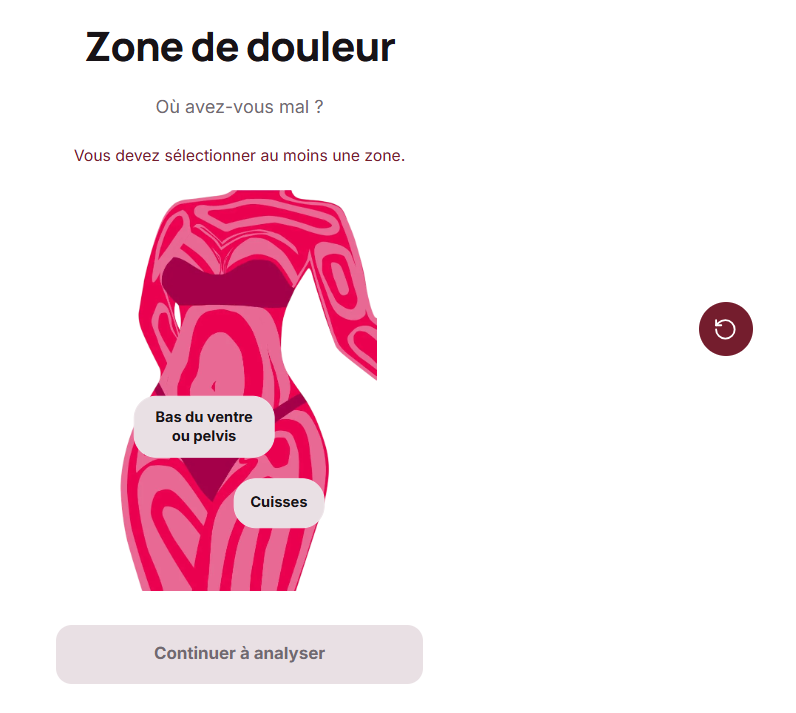 Zone de douleur
Où avez-vous mal ?
Vous devez sélectionner au moins une zone.
Bas du ventre
ou pelvis
Cuisses
Continuer à analyser